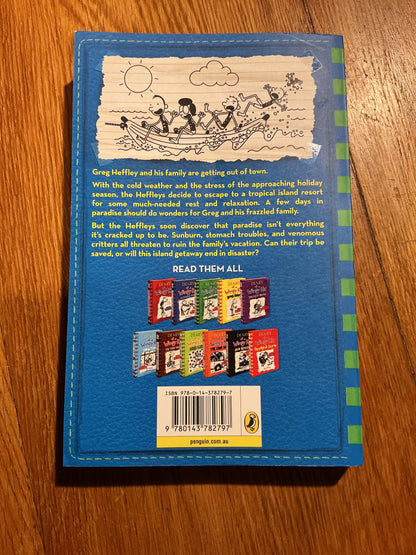 Greg Heffley and his family are getting out of town.
With the cold weather and the stress of the approaching holiday
season, the Heffleys decide to escape to a tropical island resort
for some much-needed rest and relaxation. A few days in
paradise should do wonders for Greg and his frazzled family.
But the Heffleys soon discover that paradise isn't everything
it's cracked up to be. Sunburn, stomach troubles, and venomous
critters all threaten to ruin the family's vacation. Can their trip be
saved, or will this island getaway end in disaster?
READ THEM ALL
ISBN 978-0-14-378279-7
9 780143 782797
penguin.com.au